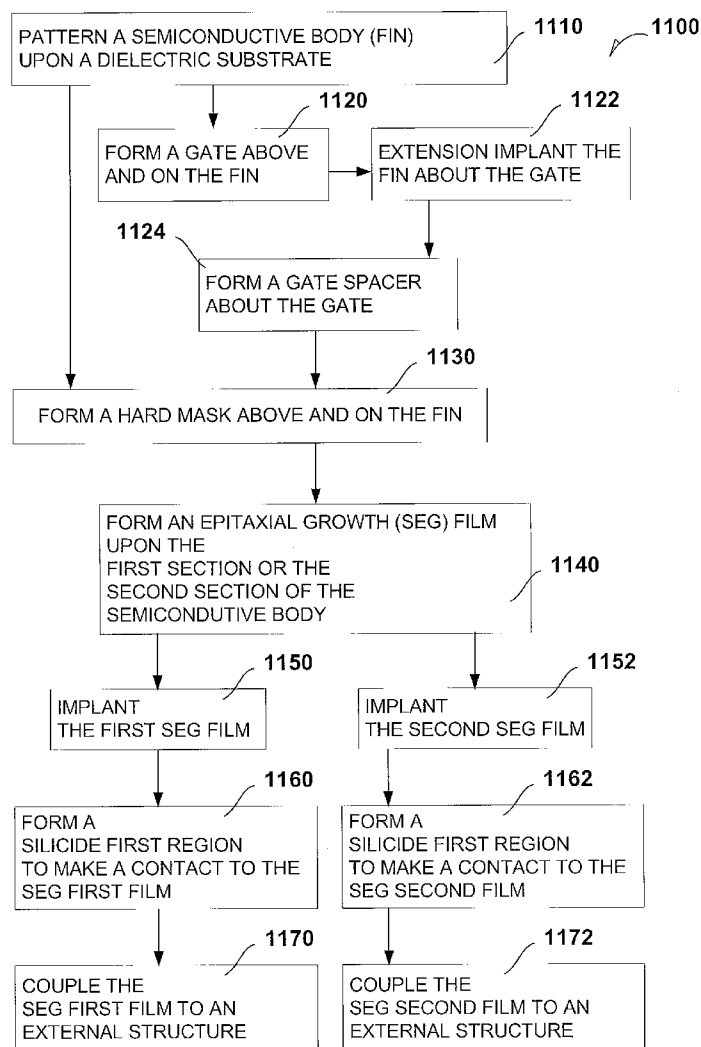 PATTERN A SEMICONDUCTIVE BODY (FIN)
UPON A DIELECTRIC SUBSTRATE
1110
1100
1120
FORM A GATE ABOVE
AND ON THE FIN
1122
EXTENSION IMPLANT THE
FIN ABOUT THE GATE
1124
FORM A GATE SPACER
ABOUT THE GATE
1130
FORM A HARD MASK ABOVE AND ON THE FIN
FORM AN EPITAXIAL GROWTH (SEG) FILM
UPON THE
FIRST SECTION OR THE
SECOND SECTION OF THE
SEMICONDUTIVE BODY
1140
1150
IMPLANT
THE FIRST SEG FILM
1152
IMPLANT
THE SECOND SEG FILM
1160
FORM A
SILICIDE FIRST REGION
TO MAKE A CONTACT TO THE
SEG FIRST FILM
1162
FORM A
SILICIDE FIRST REGION
TO MAKE A CONTACT TO THE
SEG SECOND FILM
1170
COUPLE THE
SEG FIRST FILM TO AN
EXTERNAL STRUCTURE
1172
COUPLE THE
SEG SECOND FILM TO AN
EXTERNAL STRUCTURE